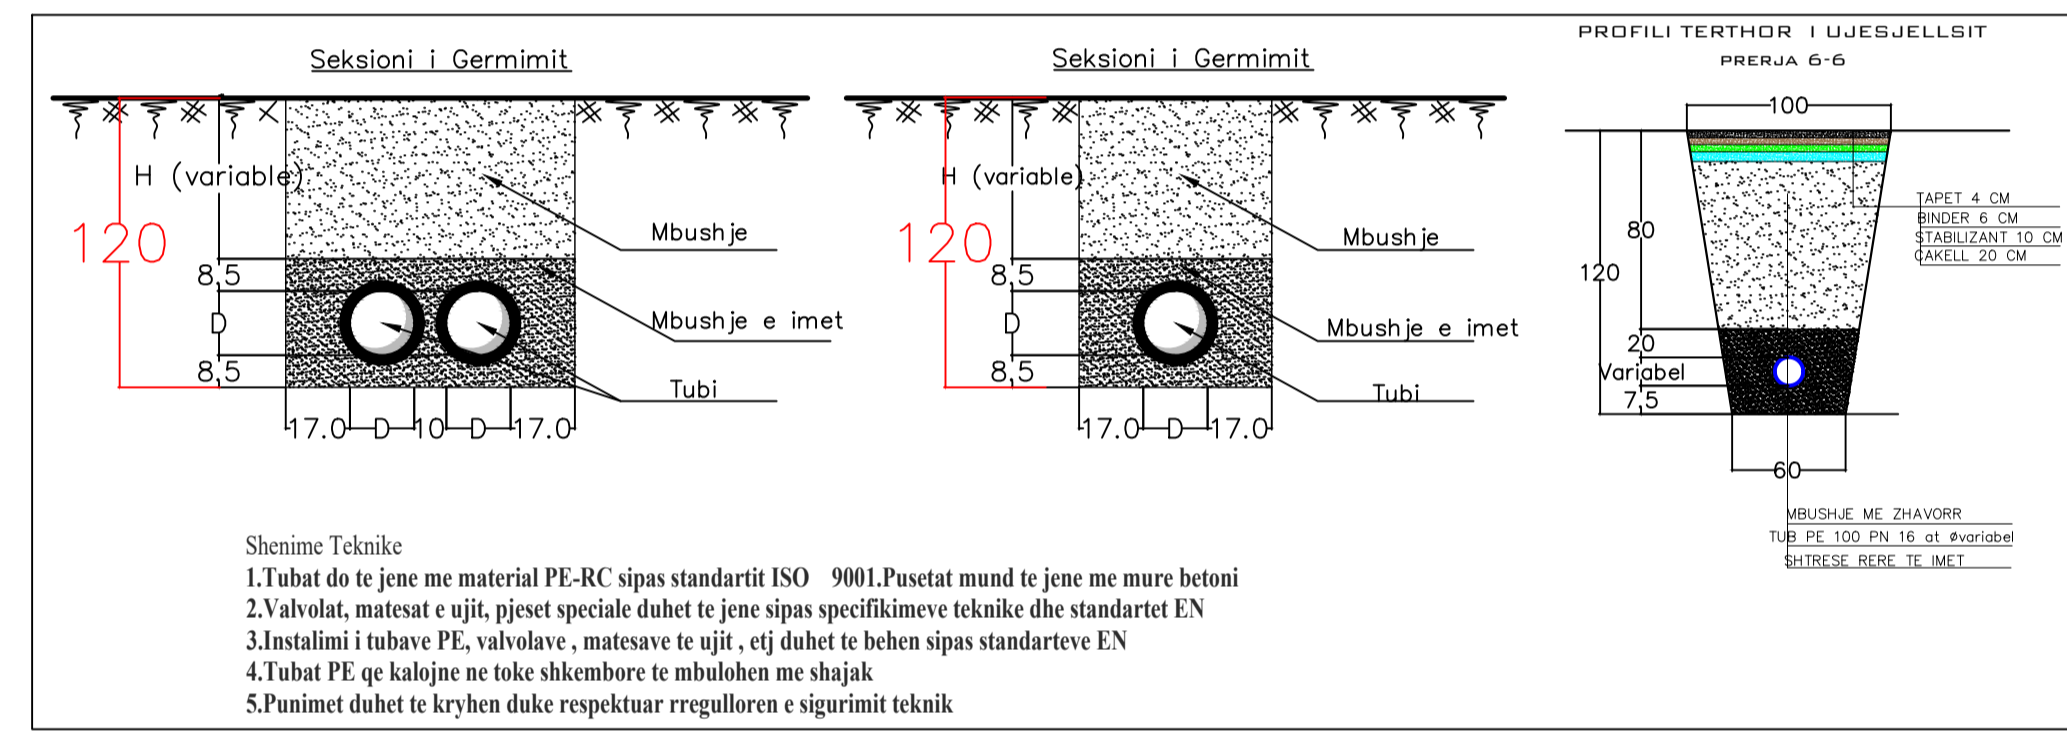 Seksioni i Germimit
H (variable)
120
8,5
D
8,5
17.0 D 10 D 17.0
Mbushje
Mbushje e imet
Tubi
Seksioni i Germimit
H (variable)
120
8,5
D
8,5
17.0 D 17.0
Mbushje
Mbushje e imet
Tubi
PROFILI TERTHOR I UJESJELLSIT
PRERJA 6-6
100
80
120
20
Variabel
7,5
60
TAPET 4 CM
BINDER 6 CM
STABILIZANT 10 CM
CAKELL 20 CM
MBUSHJE ME ZHAVORR
TUB PE 100 PN 16 at Øvariabel
SHTRESE RERE TE IMET
Shenime Teknike
1.Tubat do te jene me material PE-RC sipas standartit ISO 9001.Pusetat mund te jene me mure betoni
2.Valvolat, matesat e ujit, pjeset speciale duhet te jene sipas specifikimeve teknike dhe standartet EN
3.Instalimi i tubave PE, valvolave , matesave te ujit , etj duhet te behen sipas standarteve EN
4.Tubat PE qe kalojne ne toke shkembore te mbulohen me shajak
5.Punimet duhet te kryhen duke respektuar rregulloren e sigurimit teknik